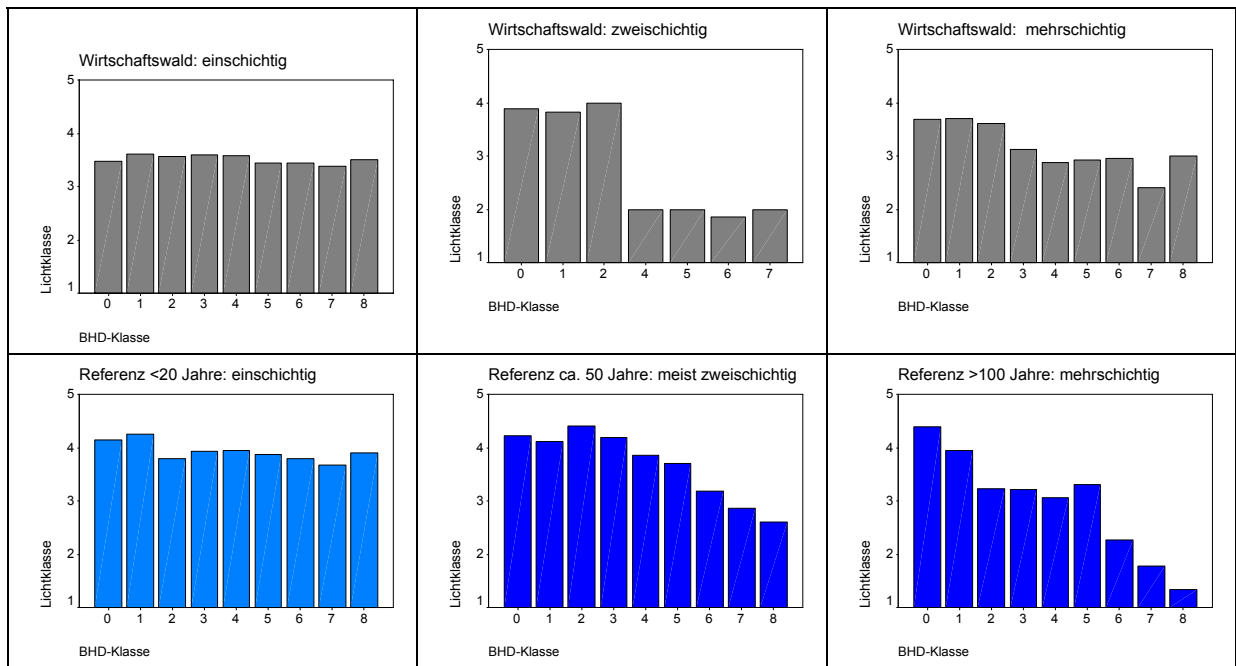 Wirtschaftswald: einschichtig
5
4
3
2
1
Lichtklasse
0 1 2 3 4 5 6 7 8
BHD-Klasse
Wirtschaftswald: zweischichtig
5
4
3
2
1
Lichtklasse
0 1 2 4 5 6 7
BHD-Klasse
Wirtschaftswald: mehrschichtig
5
4
3
2
1
Lichtklasse
0 1 2 3 4 5 6 7 8
BHD-Klasse
Referenz <20 Jahre: einschichtig
5
4
3
2
1
Lichtklasse
0 1 2 3 4 5 6 7 8
BHD-Klasse
Referenz ca. 50 Jahre: meist zweischichtig
5
4
3
2
1
Lichtklasse
0 1 2 3 4 5 6 7 8
BHD-Klasse
Referenz >100 Jahre: mehrschichtig
5
4
3
2
1
Lichtklasse
0 1 2 3 4 5 6 7 8
BHD-Klasse